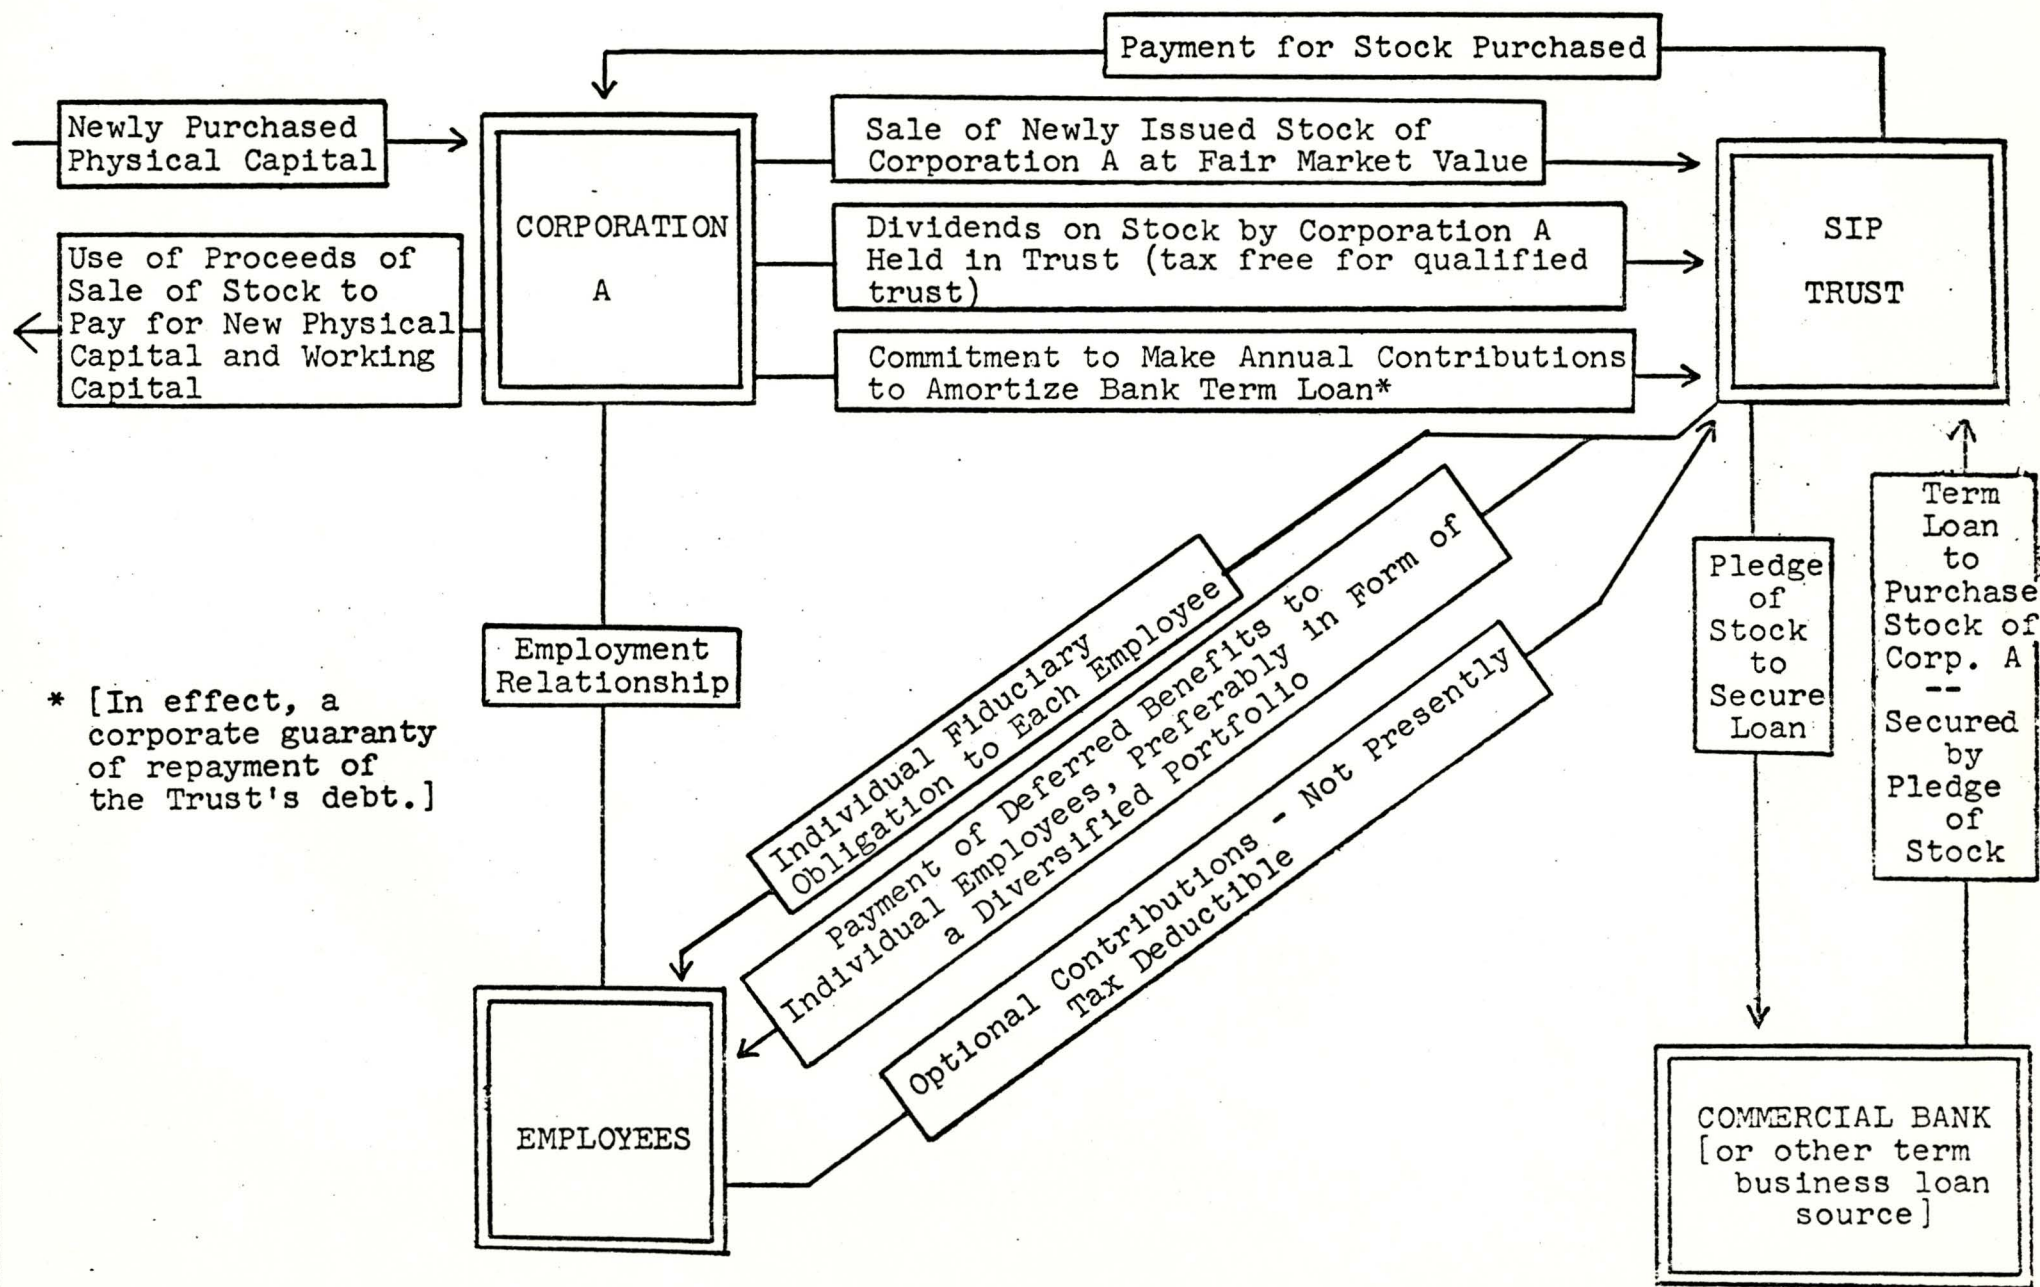 Payment for Stock Purchased
Newly Purchased
Physical Capital
Sale of Newly Issued Stock of
Corporation A at Fair Market Value
CORPORATION
A
Dividends on Stock by Corporation A
Held in Trust (tax free for qualified
trust)
SIP
TRUST
Use of Proceeds of
Sale of Stock to
Pay for New Physical
Capital and Working
Capital
Commitment to Make Annual Contributions
to Amortize Bank Term Loan*
Employment
Relationship
* [In effect, a
corporate guaranty
of repayment of
the Trust's debt.]
Individual Fiduciary
Obligation to Each Employee
Payment of Deferred Benefits to
Individual Employees, Preferably in Form of
a Diversified Portfolio
Optional Contributions - Not Presently
Tax Deductible
Pledge
of
Stock
to
Secure
Loan
Term
Loan
to
Purchase
Stock of
Corp. A
--
Secured
by
Pledge
of
Stock
EMPLOYEES
COMMERCIAL BANK
[or other term
business loan
source]